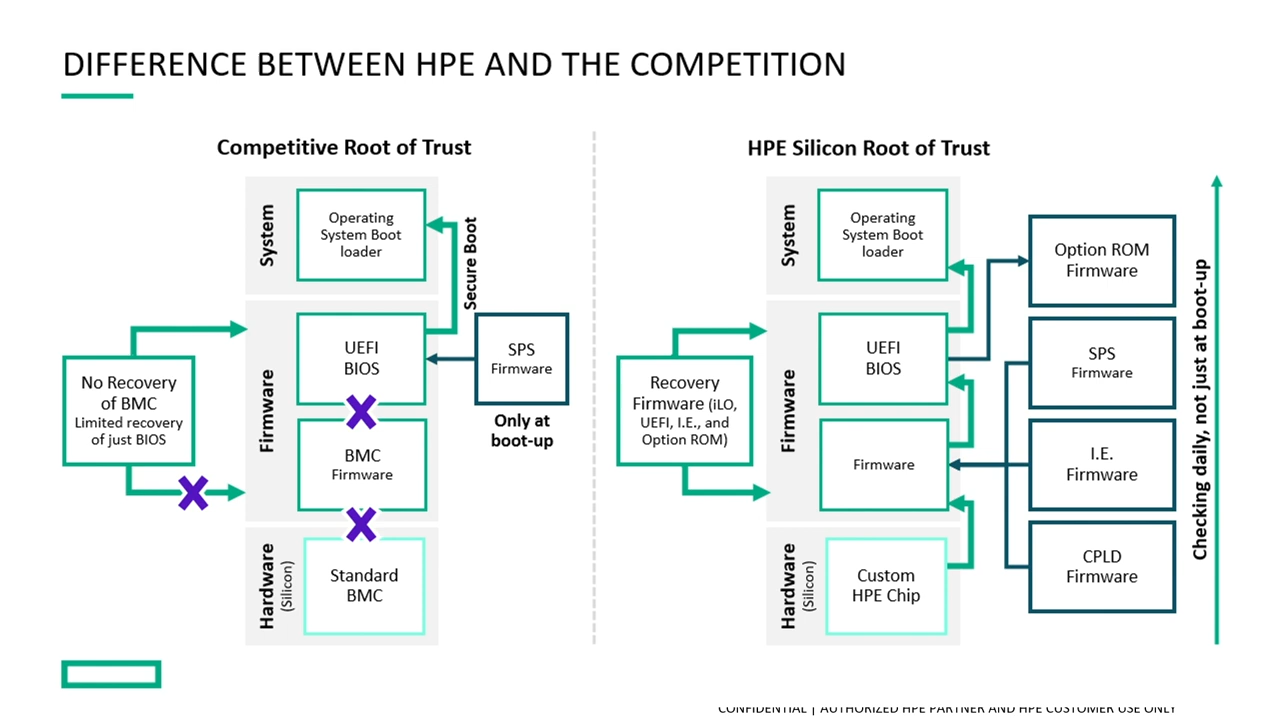 DIFFERENCE BETWEEN HPE AND THE COMPETITION
Competitive Root of Trust
System
Operating
System Boot
loader
Secure Boot
Firmware
UEFI
BIOS
SPS
Firmware
Only at
boot-up
No Recovery
of BMC
Limited recovery
of just BIOS
BMC
Firmware
Hardware
(Silicon)
Standard
BMC
HPE Silicon Root of Trust
System
Operating
System Boot
loader
Firmware
UEFI
BIOS
Recovery
Firmware (iLO,
UEFI, I.E., and
Option ROM)
Firmware
Hardware
(Silicon)
Custom
HPE Chip
Option ROM
Firmware
SPS
Firmware
I.E.
Firmware
CPLD
Firmware
Checking daily, not just at boot-up
CONFIDENTIAL | AUTHORIZED HPE PARTNER AND HPE CUSTOMER USE ONLY